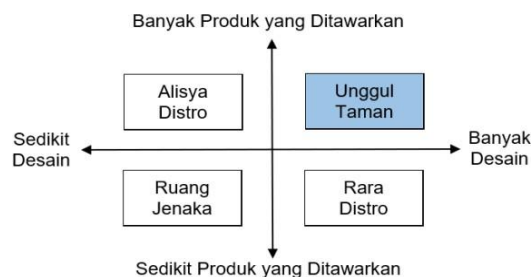 Banyak Produk yang Ditawarkan
Alisya
Distro
Unggul
Taman
Sedikit
Desain
Banyak
Desain
Ruang
Jenaka
Rara
Distro
Sedikit Produk yang Ditawarkan